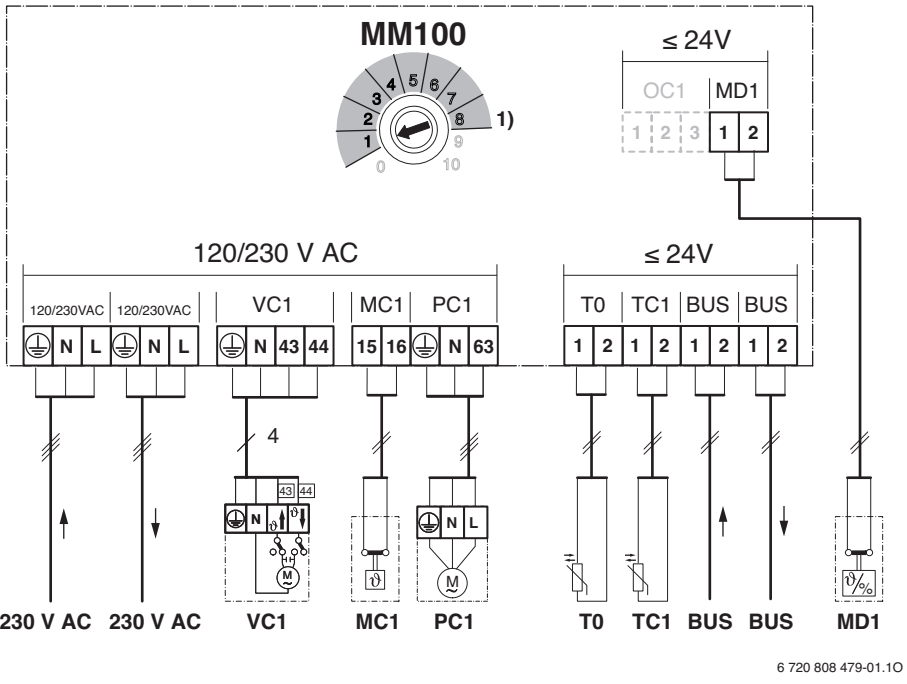 MM100
≤ 24V
OC1 MD1
1 2 3 1 2
0 1 2 3 4 5 6 7 8 9 10
1)
120/230 V AC
≤ 24V
120/230VAC 120/230VAC VC1 MC1 PC1 T0 TC1 BUS BUS
N L N L N 43 44 15 16 N 63 1 2 1 2 1 2 1 2
4
43 44
N N L
ϑ ϑ
M ~ ϑ M ~ ϑ/%
230 V AC 230 V AC VC1 MC1 PC1 T0 TC1 BUS BUS MD1
6 720 808 479-01.1O